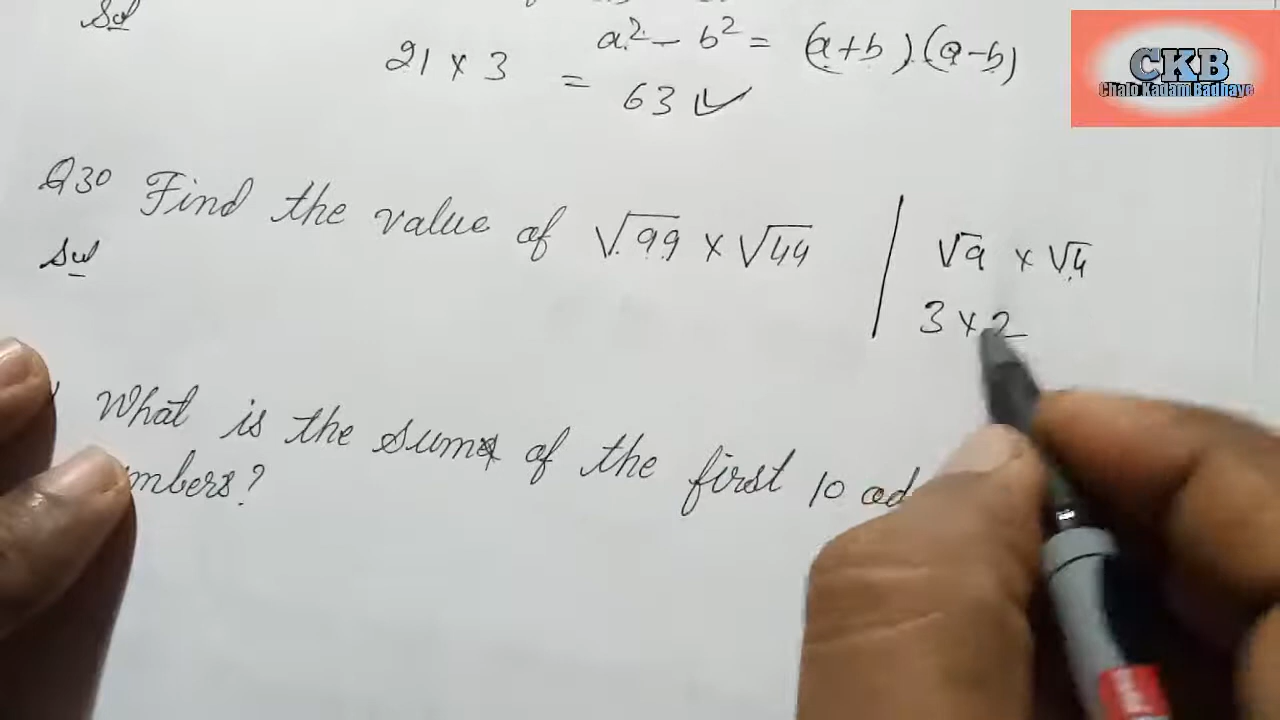 Sol
a² - b² = (a+b)(a-b)
21 x 3 = 63
CKB
Chalo Kadam Badhaye
Q30 Find the value of √99 x √44
Sol
√9 x √4
3 x 2
What is the sum of the first 10
mbers?